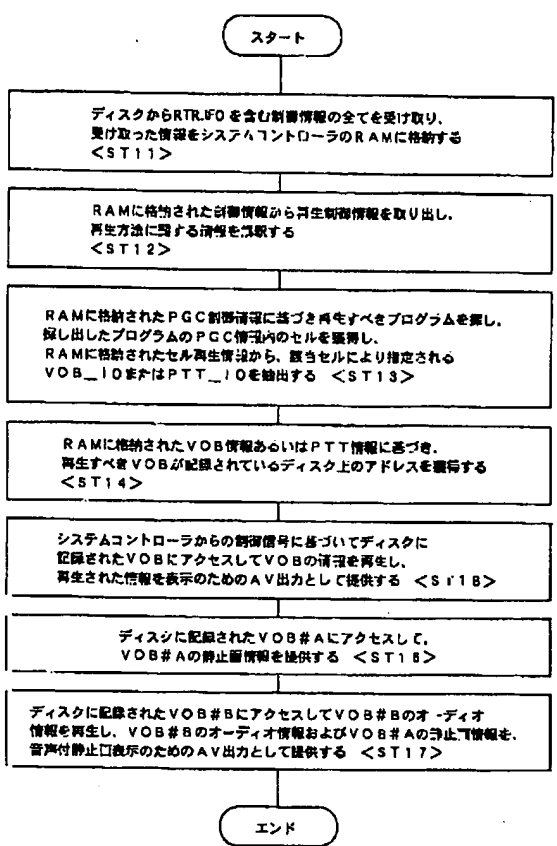 スタート
ディスクからRTR.IFOを含む制御情報の全てを受け取り、
受け取った情報をシステムコントローラのRAMに格納する
<ST11>
RAMに格納された制御情報から再生制御情報を取り出し、
再生方法に関する情報を解釈する
<ST12>
RAMに格納されたPGC制御情報に基づき再生すべきプログラムを探し、
探し出したプログラムのPGC情報内のセルを獲得し、
RAMに格納されたセル再生情報から、該当セルにより指定される
VOB_IDまたはPTT_IDを抽出する <ST13>
RAMに格納されたVOB情報あるいはPTT情報に基づき、
再生すべきVOBが記録されているディスク上のアドレスを獲得する
<ST14>
システムコントローラからの制御信号に基づいてディスクに
記録されたVOBにアクセスしてVOBの情報を再生し、
再生された情報を表示のためのAV出力として提供する
ディスクに記録されたVOB#Aにアクセスして、
VOB#Aの静止画情報を提供する <ST16>
ディスクに記録されたVOB#BにアクセスしてVOB#Bのオーディオ
情報を再生し、VOB#Bのオーディオ情報およびVOB#Aの静止画情報を、
音声付静止画表示のためのAV出力として提供する <ST17>
エンド